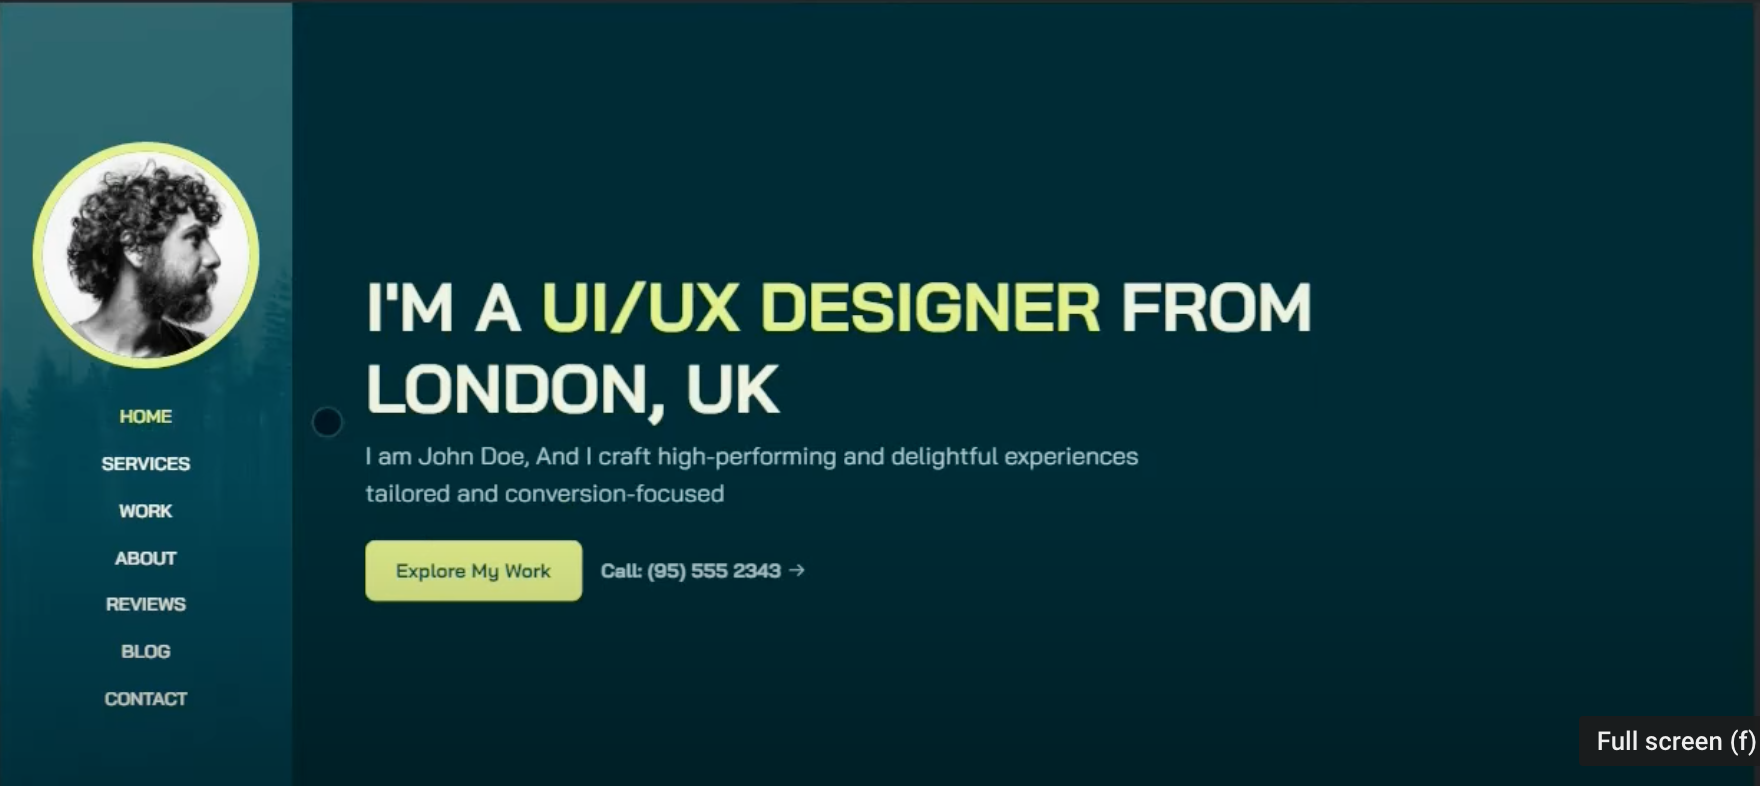 HOME
SERVICES
WORK
ABOUT
REVIEWS
BLOG
CONTACT
I'M A UI/UX DESIGNER FROM
LONDON, UK
I am John Doe, And I craft high-performing and delightful experiences
tailored and conversion-focused
Explore My Work
Call: (95) 555 2343 →
Full screen (f)